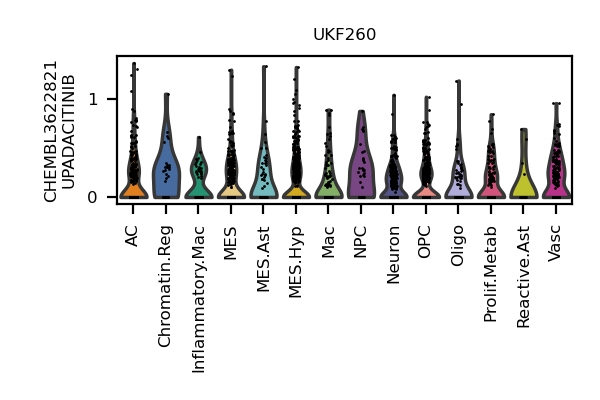 UKF260
CHEMBL3622821
UPADACITINIB
1
0
AC
Chromatin.Reg
Inflammatory.Mac
MES
MES.Ast
MES.Hyp
Mac
NPC
Neuron
OPC
Oligo
Prolif.Metab
Reactive.Ast
Vasc